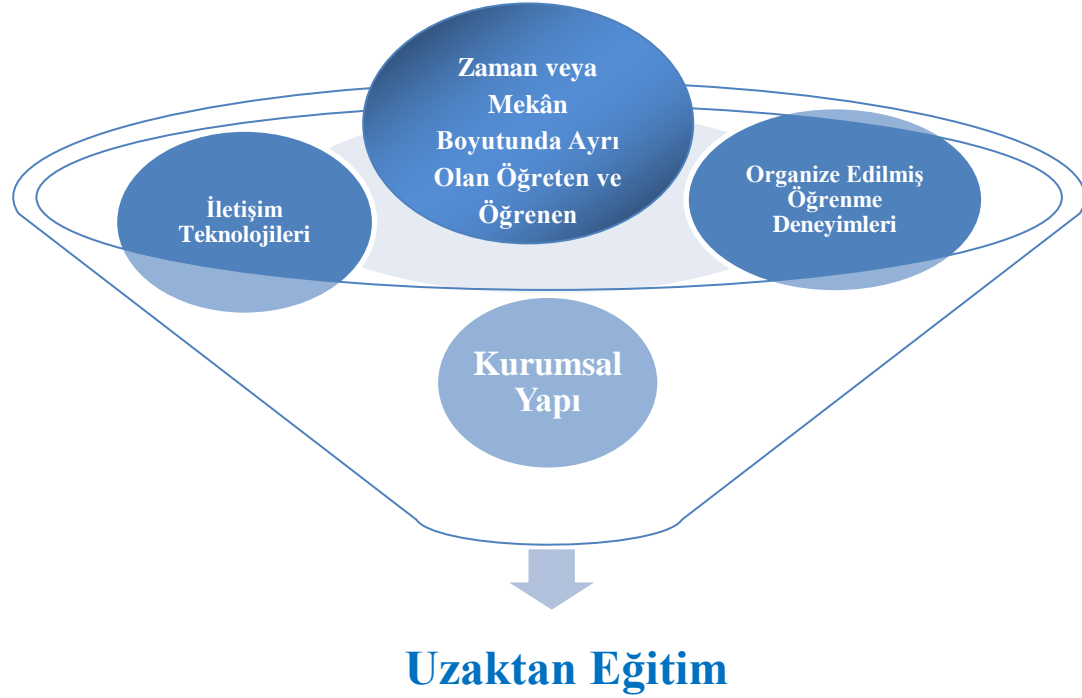 Zaman veya
Mekân
Boyutunda Ayrı
Olan Öğreten ve
Öğrenen
İletişim
Teknolojileri
Organize Edilmiş
Öğrenme
Deneyimleri
Kurumsal
Yapı
Uzaktan Eğitim